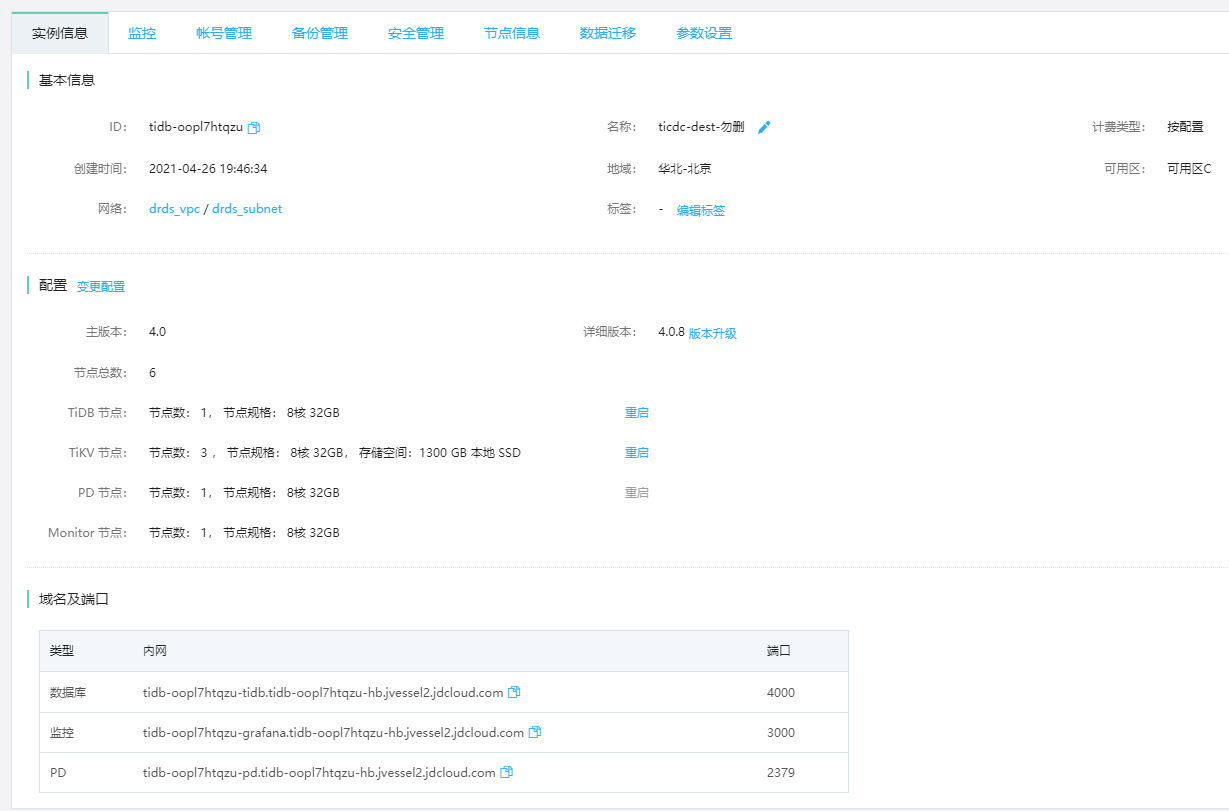 实例信息 监控 帐号管理 备份管理 安全管理 节点信息 数据迁移 参数设置
基本信息
ID: tidb-oopl7htqzu 名称: ticdc-dest-勿删 计费类型: 按配置
创建时间: 2021-04-26 19:46:34 地域: 华北-北京 可用区: 可用区C
网络: drds_vpc / drds_subnet 标签: - 编辑标签
配置 变更配置
主版本: 4.0 详细版本: 4.0.8 版本升级
节点总数: 6
TiDB 节点: 节点数: 1, 节点规格: 8核 32GB 重启
TiKV 节点: 节点数: 3 , 节点规格: 8核 32GB, 存储空间: 1300 GB 本地 SSD 重启
PD 节点: 节点数: 1, 节点规格: 8核 32GB 重启
Monitor 节点: 节点数: 1, 节点规格: 8核 32GB
域名及端口
类型 内网 端口
数据库 tidb-oopl7htqzu-tidb.tidb-oopl7htqzu-hb.jvessel2.jdcloud.com 4000
监控 tidb-oopl7htqzu-grafana.tidb-oopl7htqzu-hb.jvessel2.jdcloud.com 3000
PD tidb-oopl7htqzu-pd.tidb-oopl7htqzu-hb.jvessel2.jdcloud.com 2379